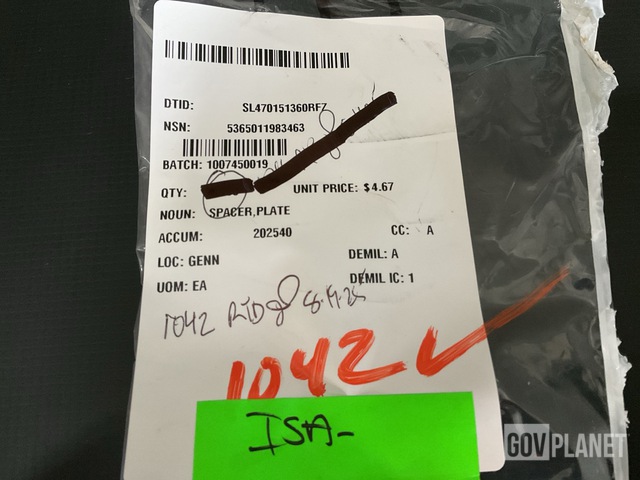 DTID: SL470151360RFZ
NSN: 5365011983463
BATCH: 1007450019
QTY: UNIT PRICE: $4.67
NOUN: SPACER,PLATE
ACCUM: 202540 CC: A
LOC: GENN DEMIL: A
UOM: EA DEMIL IC: 1
1042
1042
ISA-
GOVPLANET